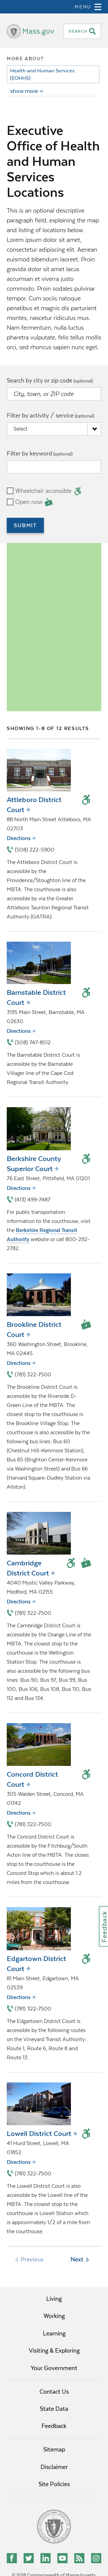 MENU
Mass.gov
SEARCH
MORE ABOUT
Health and Human Services
(EOHHS)
show more
Executive
Office of Health
and Human
Services
Locations
This is an optional descriptive
paragraph introducing the map
Feature. It can be long or short
lorem ipsum dolor sit amet,
consectetuer adipiscing elit.
Aenean commodo ligula eget
dolor. Donec pharetra dolor in
lacus accumsan id viverra
lacus accumsan id viverra justo
commodo. Proin sodales pulvinar
tempor. Cum sociis natoque
penatibus et magnis dis parturient
montes, nascetur ridiculus mus.
Nam fermentum, nulla luctus
pharetra vulputate, felis tellus
mollis orci, sed rhoncus sapien
nunc eget.
Search by city or zip code (optional)
City, town, or ZIP code
Filter by activity / service (optional)
Select
Filter by keyword (optional)
Wheelchair accessible
Open now
SUBMIT
SHOWING 1-8 OF 12 RESULTS
Attleboro District
Court
88 North Main Street Attleboro, MA
02703
Directions
(508) 222-5900
The Attleboro District Court is
accessible by the
Providence/Stoughton line of the
MBTA. The courthouse is also
accessible by via the Greater
Attleboro Taunton Regional Transit
Authority (GATRA).
Barnstable District
Court
3195 Main Street, Barnstable, MA
02630
Directions
(508) 747-8512
The Barnstable District Court is
accessible by the Barnstable
Villager line of the Cape Cod
Regional Transit Authority.
Berkshire County
Superior Court
76 East Street, Pittsfield, MA 01201
Directions
(413) 499-7487
For public transportation
information to the courthouse, visit
the Berkshire Regional Transit
Authority website or call 800-292-
2782.
Brookline District
Court
360 Washington Street, Brookline,
MA 02445
Directions
(781) 322-7500
The Brookline District Court is
accessible by the Riverside D-
Green Line of the MBTA. The
closest stop to the courthouse is
the Brookline Village Stop. The
courthouse is also accessible by the
following bus lines: Bus 60
(Chestnut Hill-Kenmore Station),
Bus 65 (Brighton Center-Kenmore
via Washington Street) and Bus 66
(Harvard Square-Dudley Station via
Allston).
Cambridge
District Court
4040 Mystic Valley Parkway,
Medford, MA 02155
Directions
(781) 322-7500
The Cambridge District Court is
accessible by the Orange Line of
the MBTA. The closest stop to the
courthouse is the Wellington
Station Stop. The courthouse is
also accessible by the following bus
lines: Bus 90, Bus 97, Bus 99, Bus
100, Bus 106, Bus 108, Bus 110, Bus
112 and Bus 134.
Concord District
Court
305 Walden Street, Concord, MA
01742
Directions
(781) 322-7500
The Concord District Court is
accessible by the Fitchburg/South
Acton line of the MBTA. The closes
stop to the courthouse is the
Concord Stop which is about 1.2
miles from the courthouse.
Feedback
Edgartown District
Court
81 Main Street, Edgartown, MA
02539
Directions
(781) 322-7500
The Edgartown District Court is
accessible by the following routes
on the Vineyard Transit Authority:
Route 1, Route 6, Route 8 and
Route 13.
Lowell District Court
41 Hurd Street, Lowell, MA
01852
Directions
(781) 322-7500
The Lowell District Court is also
accessible by the Lowell line of the
MBTA. The closest stop to the
courthouse is Lowell Station which
is approximately 1/2 of a mile from
the courthouse.
Previous
Next
Living
Working
Learning
Visiting & Exploring
Your Government
Contact Us
State Data
Feedback
Sitemap
Disclaimer
Site Policies